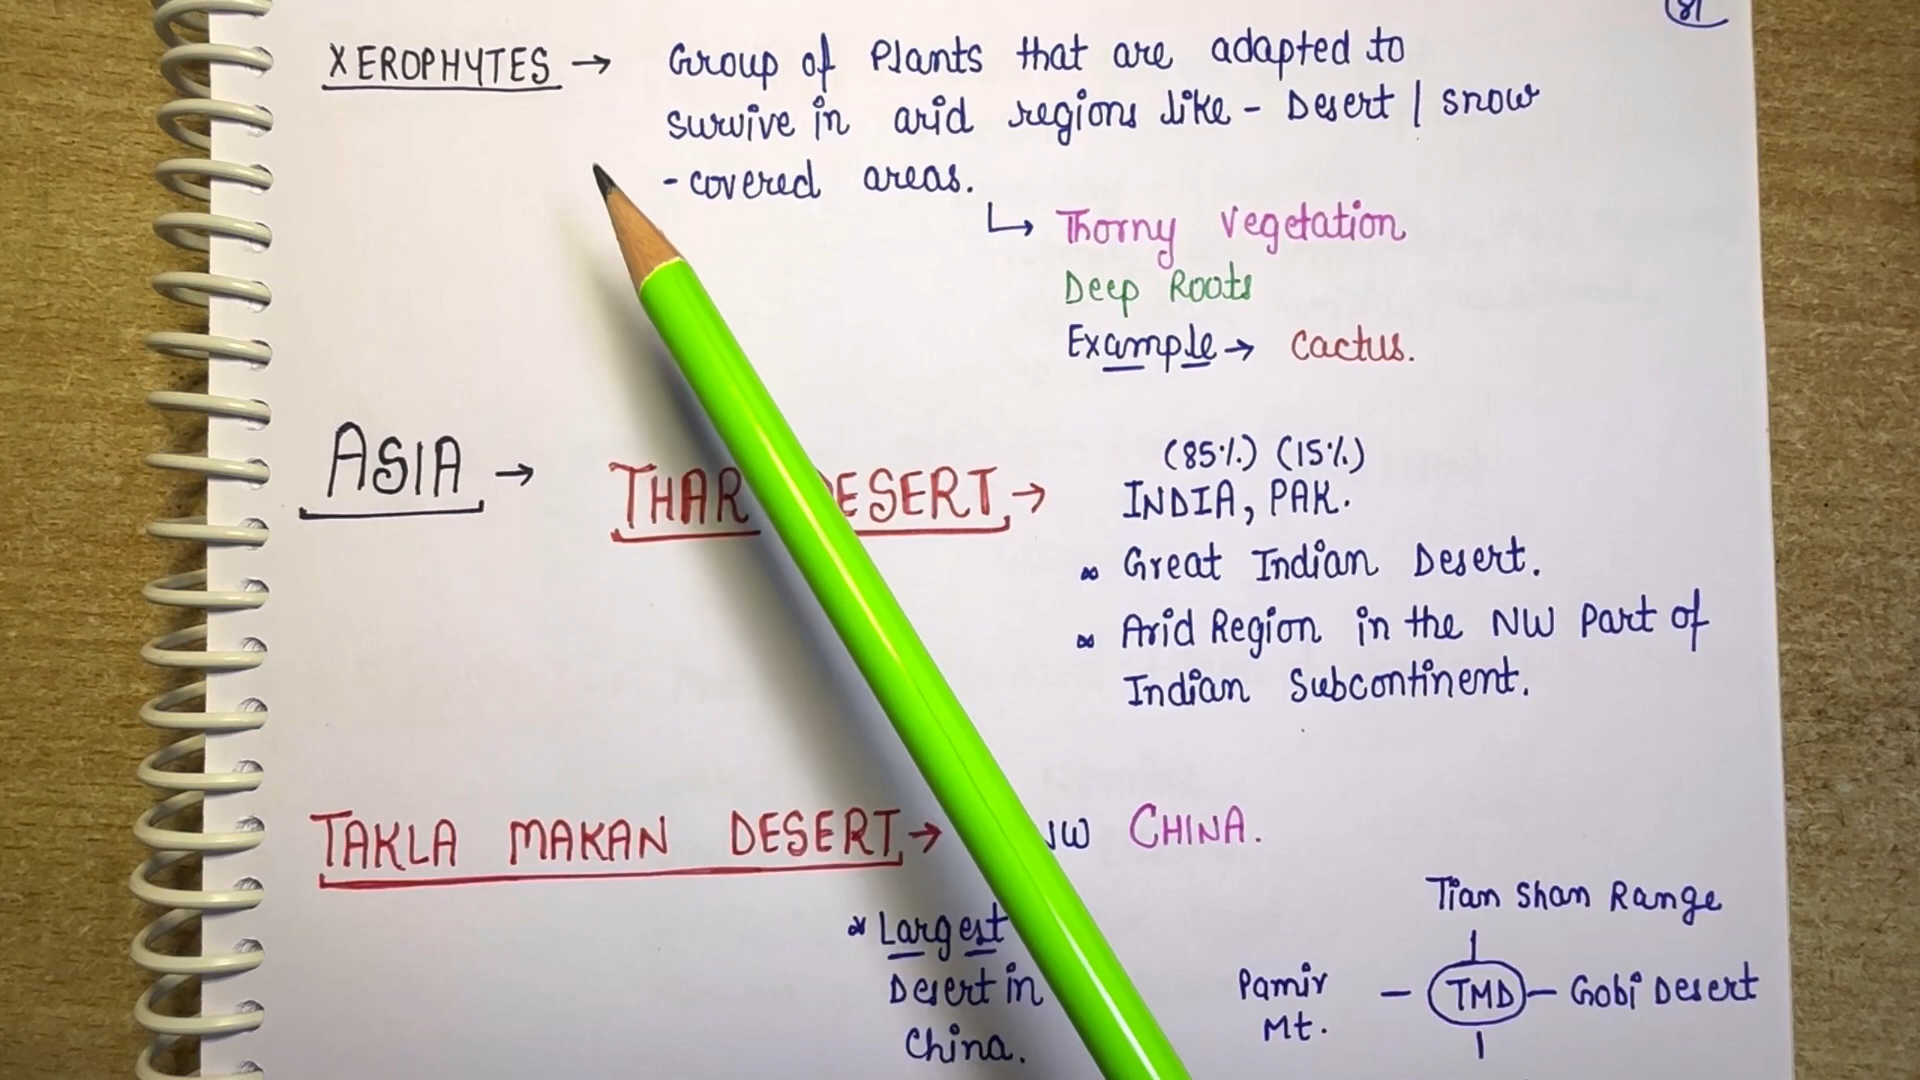 81
XEROPHYTES → Group of Plants that are adapted to
survive in arid regions like - Desert / snow
- covered areas.
↳ Thorny vegetation
Deep Roots
Example → Cactus.
(85%) (15%)
ASIA → THAR DESERT → INDIA, PAK.
Great Indian Desert.
Arid Region in the NW Part of
Indian Subcontinent.
TAKLA MAKAN DESERT → NW CHINA.
Tian Shan Range
* Largest
Desert in
China.
Pamir Mt. - TMD - Gobi Desert